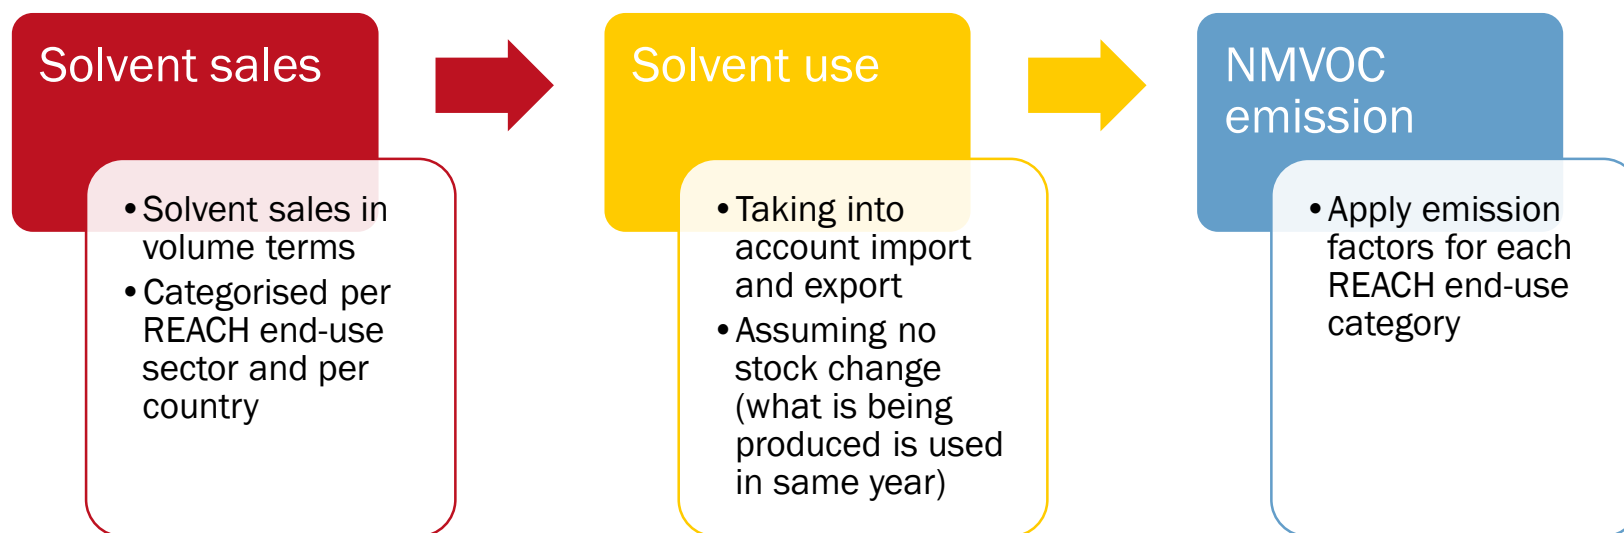 Solvent sales
•Solvent sales in
volume terms
•Categorised per
REACH end-use
sector and per
country
Solvent use
•Taking into
account import
and export
•Assuming no
stock change
(what is being
produced is used
in same year)
NMVOC
emission
•Apply emission
factors for each
REACH end-use
category